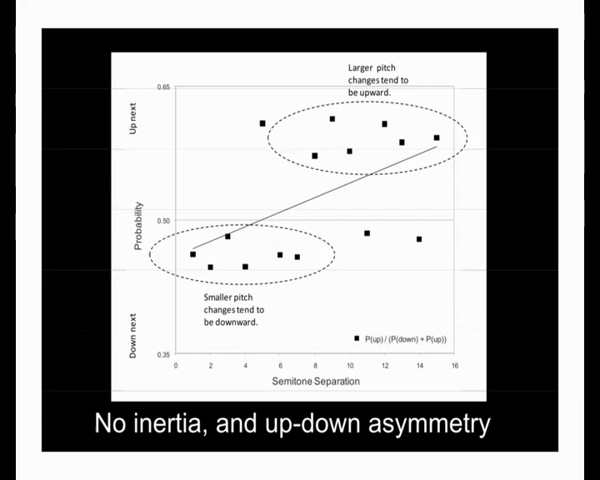 Larger pitch
changes tend to
be upward.
0.65
Up next
Probability
0.50
Smaller pitch
changes tend to
be downward.
Down next
P(up) / (P(down) + P(up))
0.35
0 2 4 6 8 10 12 14 16
Semitone Separation
No inertia, and up-down asymmetry